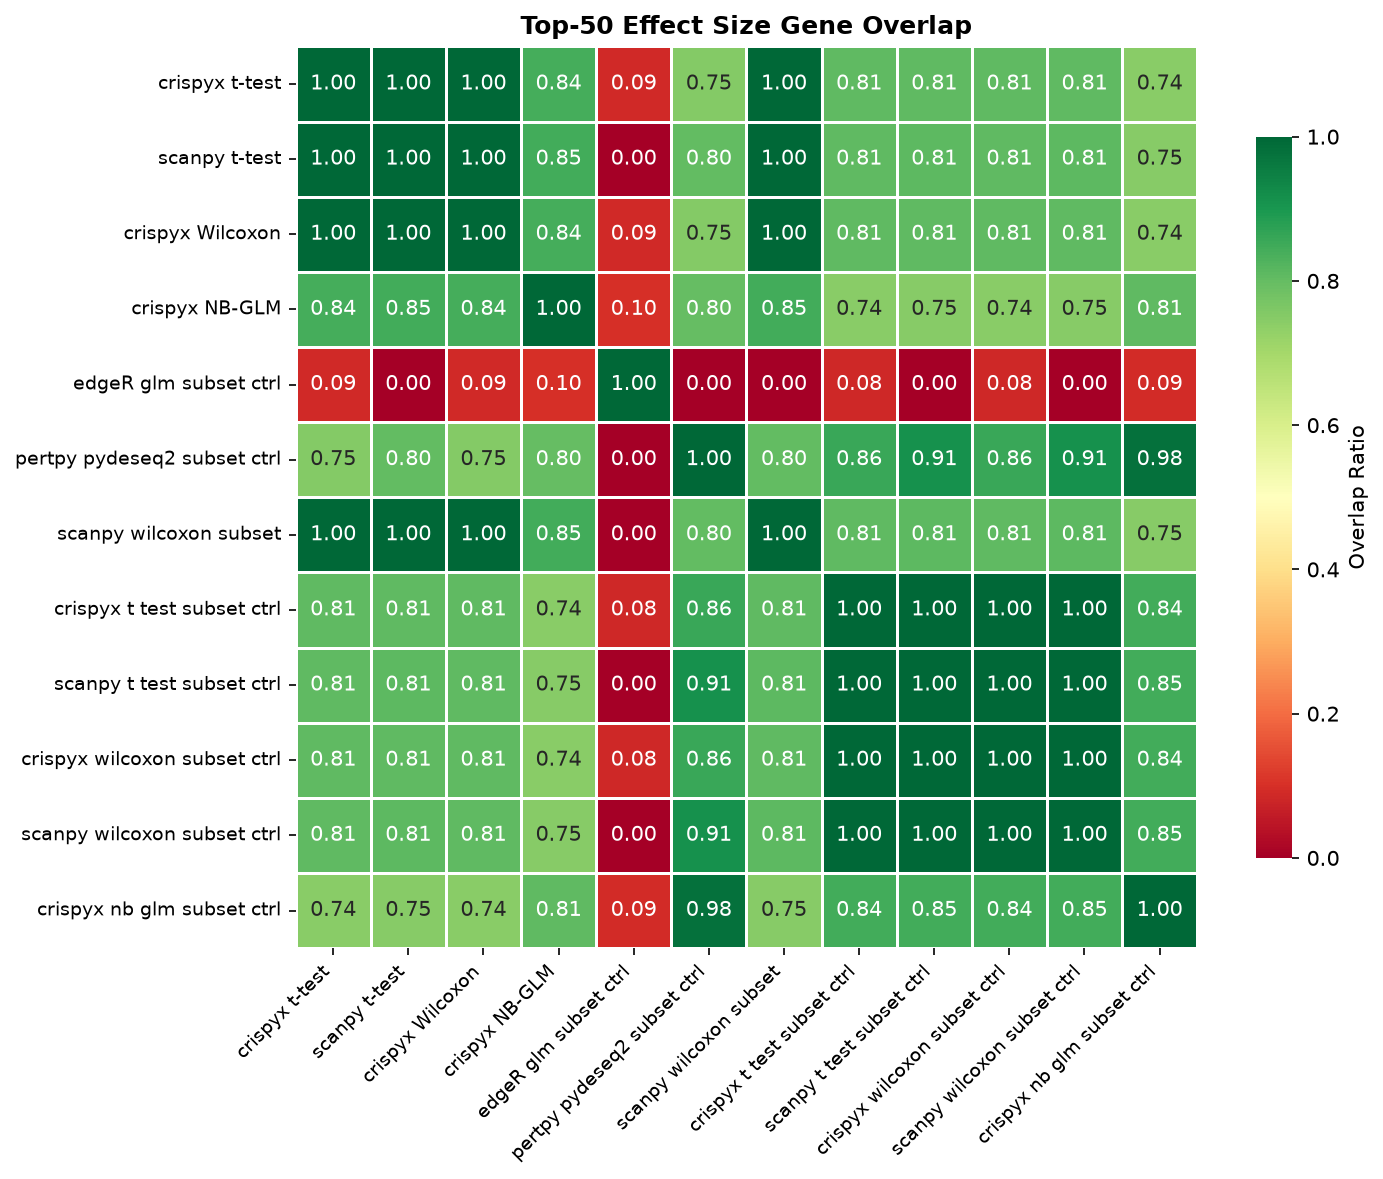 Top-50 Effect Size Gene Overlap
crispyx t-test 1.00 1.00 1.00 0.84 0.09 0.75 1.00 0.81 0.81 0.81 0.81 0.74
scanpy t-test 1.00 1.00 1.00 0.85 0.00 0.80 1.00 0.81 0.81 0.81 0.81 0.75
crispyx Wilcoxon 1.00 1.00 1.00 0.84 0.09 0.75 1.00 0.81 0.81 0.81 0.81 0.74
crispyx NB-GLM 0.84 0.85 0.84 1.00 0.10 0.80 0.85 0.74 0.75 0.74 0.75 0.81
edgeR glm subset ctrl 0.09 0.00 0.09 0.10 1.00 0.00 0.00 0.08 0.00 0.08 0.00 0.09
pertpy pydeseq2 subset ctrl 0.75 0.80 0.75 0.80 0.00 1.00 0.80 0.86 0.91 0.86 0.91 0.98
scanpy wilcoxon subset 1.00 1.00 1.00 0.85 0.00 0.80 1.00 0.81 0.81 0.81 0.81 0.75
crispyx t test subset ctrl 0.81 0.81 0.81 0.74 0.08 0.86 0.81 1.00 1.00 1.00 1.00 0.84
scanpy t test subset ctrl 0.81 0.81 0.81 0.75 0.00 0.91 0.81 1.00 1.00 1.00 1.00 0.85
crispyx wilcoxon subset ctrl 0.81 0.81 0.81 0.74 0.08 0.86 0.81 1.00 1.00 1.00 1.00 0.84
scanpy wilcoxon subset ctrl 0.81 0.81 0.81 0.75 0.00 0.91 0.81 1.00 1.00 1.00 1.00 0.85
crispyx nb glm subset ctrl 0.74 0.75 0.74 0.81 0.09 0.98 0.75 0.84 0.85 0.84 0.85 1.00
crispyx t-test
scanpy t-test
crispyx Wilcoxon
crispyx NB-GLM
edgeR glm subset ctrl
pertpy pydeseq2 subset ctrl
scanpy wilcoxon subset
crispyx t test subset ctrl
scanpy t test subset ctrl
crispyx wilcoxon subset ctrl
scanpy wilcoxon subset ctrl
crispyx nb glm subset ctrl
1.0
0.8
0.6
0.4
0.2
0.0
Overlap Ratio